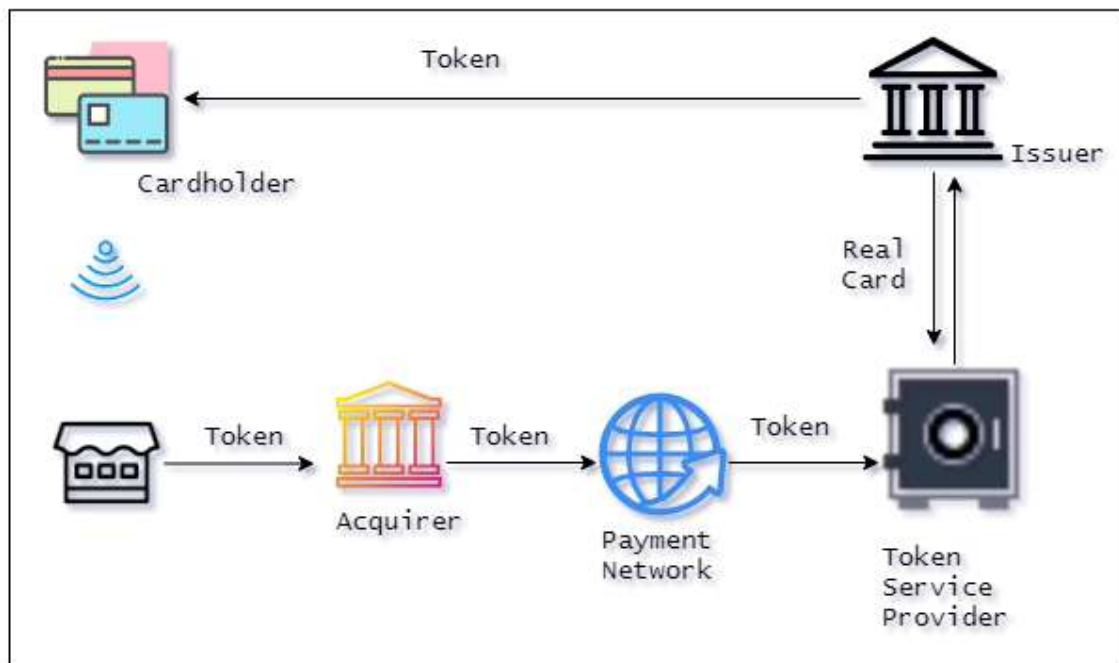 Token
Cardholder
Issuer
Real
Card
Token
Token
Token
Acquirer
Payment
Network
Token
Service
Provider